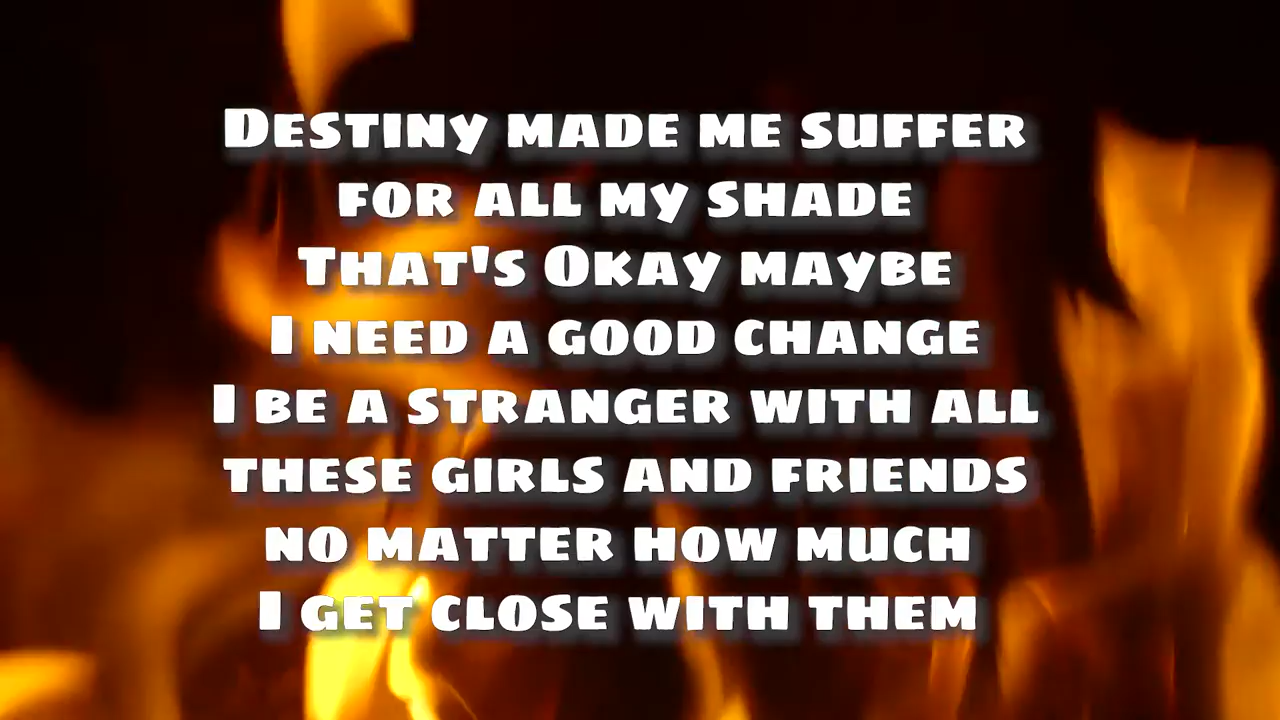 Destiny made me suffer
for all my shade
That's Okay maybe
I need a good change
I be a stranger with all
these girls and friends
no matter how much
I get close with them